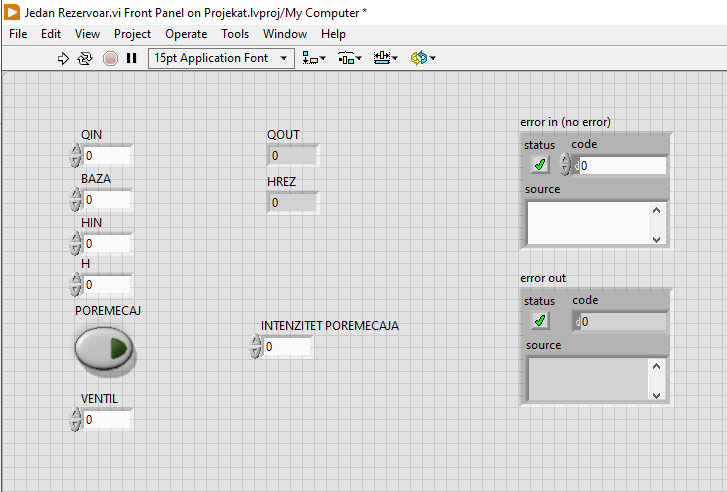 Jedan Rezervoar.vi Front Panel on Projekat.lvproj/My Computer *
File Edit View Project Operate Tools Window Help
15pt Application Font
QIN
0
BAZA
0
HIN
0
H
0
POREMECAJ
VENTIL
0
QOUT
0
HREZ
0
INTENZITET POREMECAJA
0
error in (no error)
status code
0
source
error out
status code
0
source